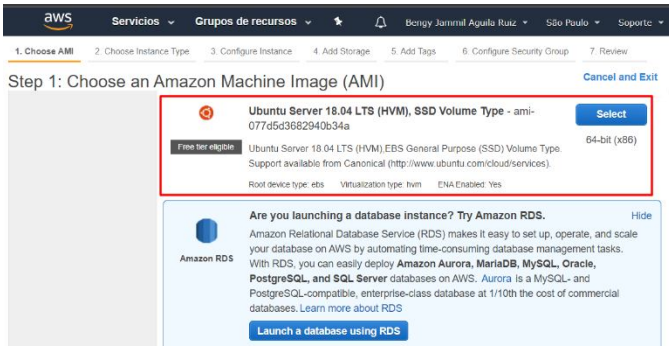 aws Servicios Grupos de recursos Bengy Jammil Aguila Ruiz São Paulo Soporte
1. Choose AMI 2. Choose Instance Type 3. Configure Instance 4. Add Storage 5. Add Tags 6. Configure Security Group 7. Review
Step 1: Choose an Amazon Machine Image (AMI) Cancel and Exit
Ubuntu Server 18.04 LTS (HVM), SSD Volume Type - ami-
077d5d3682940b34a
Select
Free tier eligible
64-bit (x86)
Ubuntu Server 18.04 LTS (HVM),EBS General Purpose (SSD) Volume Type.
Support available from Canonical (http://www.ubuntu.com/cloud/services).
Root device type: ebs Virtualization type: hvm ENA Enabled: Yes
Are you launching a database instance? Try Amazon RDS. Hide
Amazon RDS
Amazon Relational Database Service (RDS) makes it easy to set up, operate, and scale
your database on AWS by automating time-consuming database management tasks.
With RDS, you can easily deploy Amazon Aurora, MariaDB, MySQL, Oracle,
PostgreSQL, and SQL Server databases on AWS. Aurora is a MySQL- and
PostgreSQL-compatible, enterprise-class database at 1/10th the cost of commercial
databases. Learn more about RDS
Launch a database using RDS